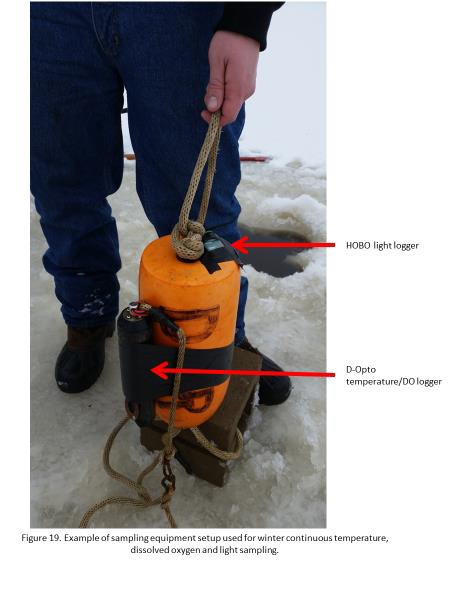 HOBO light logger
D-Opto
temperature/DO logger
Figure 19. Example of sampling equipment setup used for winter continuous temperature,
dissolved oxygen and light sampling.